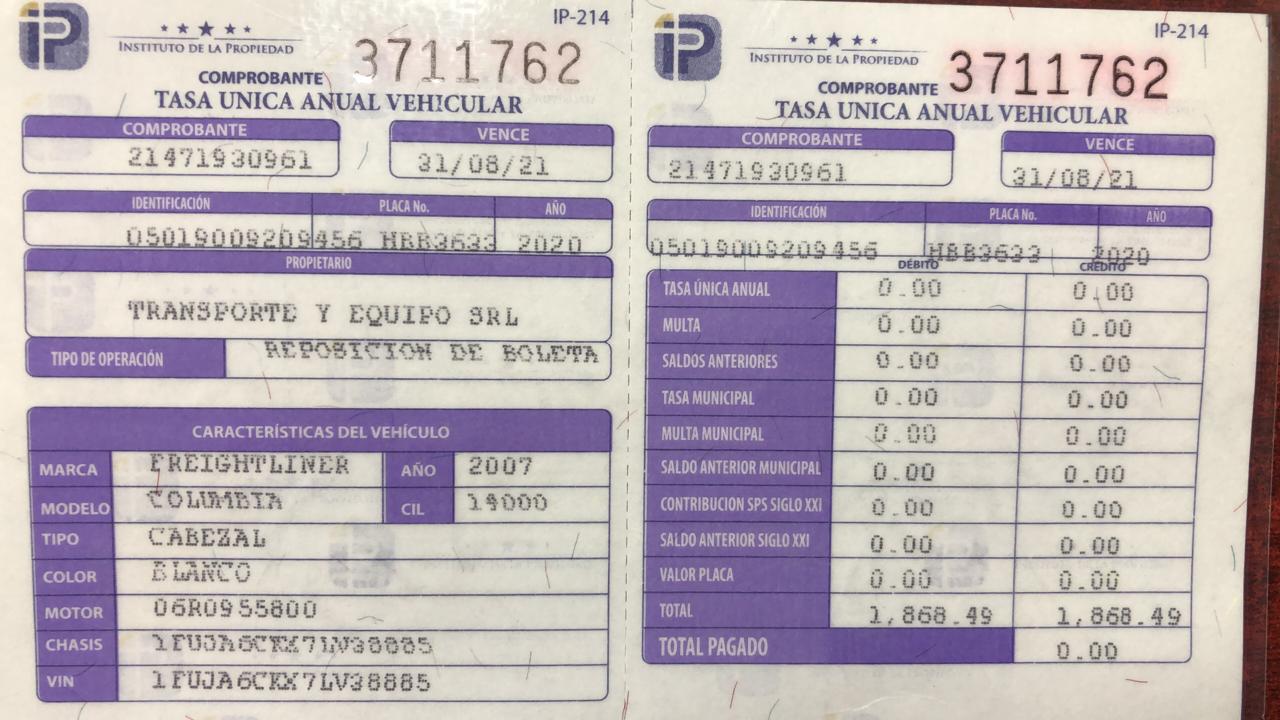 iP
IP-214
INSTITUTO DE LA PROPIEDAD
3711762
COMPROBANTE
TASA UNICA ANUAL VEHICULAR
COMPROBANTE VENCE
21471930961 31/08/21
IDENTIFICACIÓN PLACA No. AÑO
05019009209456 HBB3633 2020
PROPIETARIO
TRANSPORTE Y EQUIPO SRL
TIPO DE OPERACIÓN REPOSICION DE BOLETA
CARACTERÍSTICAS DEL VEHÍCULO
MARCA FREIGHTLINER AÑO 2007
MODELO COLUMBIA CIL 14000
TIPO CABEZAL
COLOR BLANCO
MOTOR 06R0955800
CHASIS 1FUJA6CKX7LV38885
VIN 1FUJA6CKX7LV38885
iP
IP-214
INSTITUTO DE LA PROPIEDAD
3711762
COMPROBANTE
TASA UNICA ANUAL VEHICULAR
COMPROBANTE VENCE
21471930961 31/08/21
IDENTIFICACIÓN PLACA No. AÑO
05019009209456 HBB3633 2020
DÉBITO CRÉDITO
TASA ÚNICA ANUAL 0.00 0.00
MULTA 0.00 0.00
SALDOS ANTERIORES 0.00 0.00
TASA MUNICIPAL 0.00 0.00
MULTA MUNICIPAL 0.00 0.00
SALDO ANTERIOR MUNICIPAL 0.00 0.00
CONTRIBUCION SPS SIGLO XXI 0.00 0.00
SALDO ANTERIOR SIGLO XXI 0.00 0.00
VALOR PLACA 0.00 0.00
TOTAL 1,868.49 1,868.49
TOTAL PAGADO 0.00